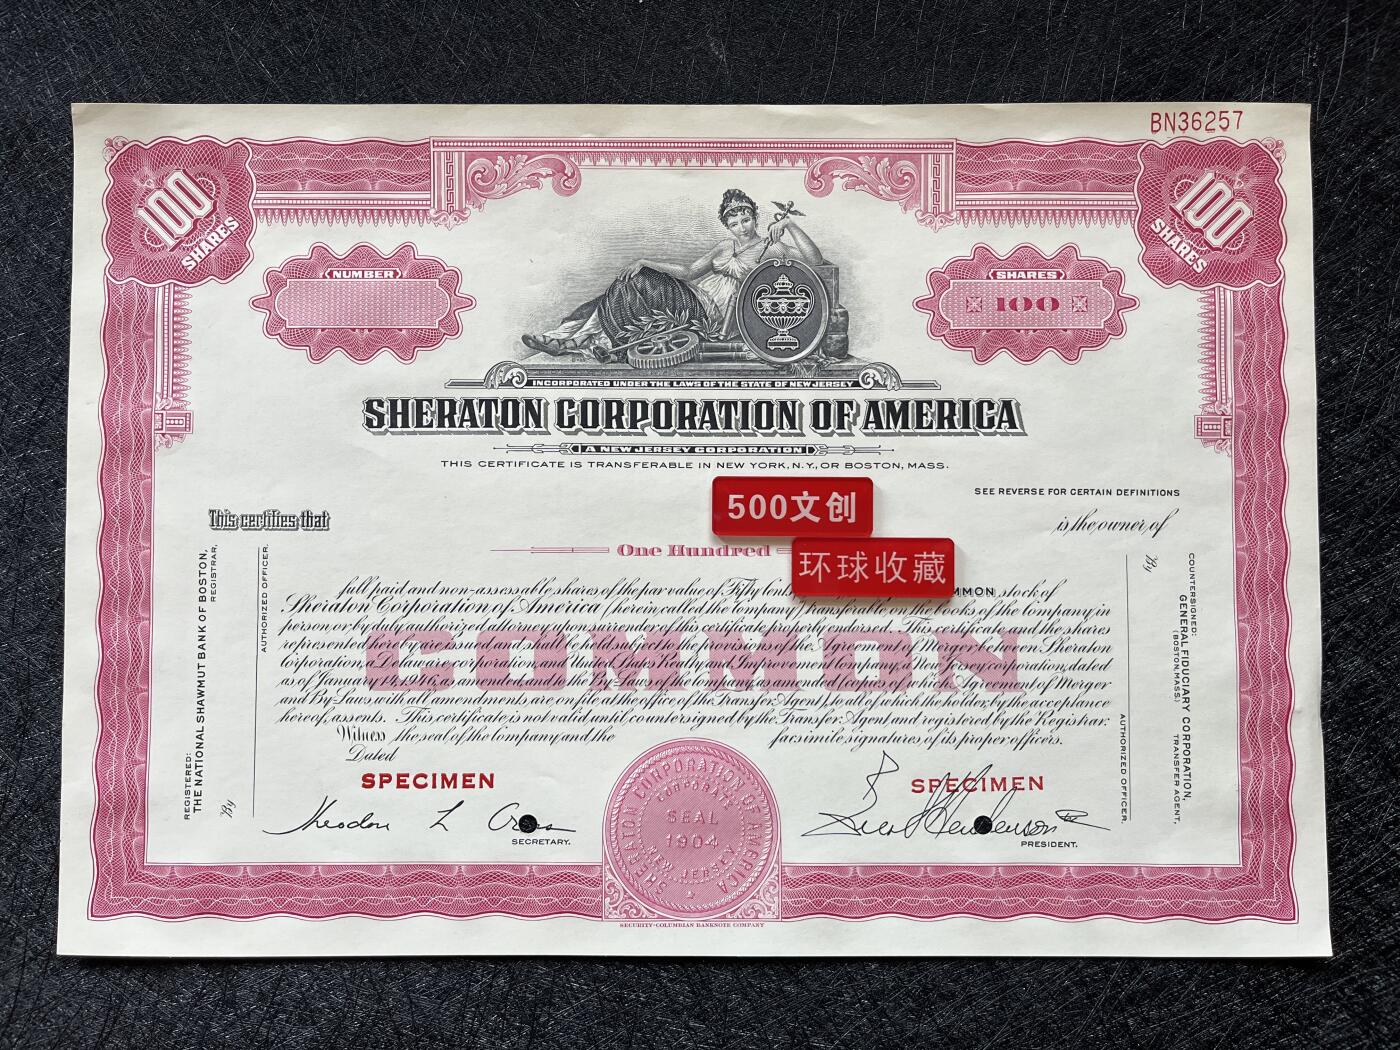 BN36257
100 SHARES
100 SHARES
NUMBER
SHARES
100
INCORPORATED UNDER THE LAWS OF THE STATE OF NEW JERSEY
SHERATON CORPORATION OF AMERICA
A NEW JERSEY CORPORATION
THIS CERTIFICATE IS TRANSFERABLE IN NEW YORK, N.Y., OR BOSTON, MASS.
SEE REVERSE FOR CERTAIN DEFINITIONS
500文创
This certifies that
is the owner of
One Hundred
环球收藏
full paid and non-assessable shares of the par value of Fifty Cents MMON stock of
Sheraton Corporation of America (herein called the Company) transferable on the books of the Company in
person or by duly authorized attorney upon surrender of this certificate properly endorsed. This certificate and the shares
represented hereby are issued and shall be held subject to the provisions of the Agreement of Merger between Sheraton
Corporation, a Delaware corporation and United States Realty and Improvement Company, a New Jersey corporation, dated
as of January 14, 1946, as amended, and to the By-Laws of the Company, as amended (copies of which Agreement of Merger
and By-Laws, with all amendments, are on file at the office of the Transfer Agent), to all of which the holder, by the acceptance
hereof, assents. This certificate is not valid until countersigned by the Transfer Agent and registered by the Registrar.
COMMON
Witness the seal of the Company and the facsimile signatures of its proper officers.
Dated
SPECIMEN
SPECIMEN
SECRETARY.
PRESIDENT.
SHERATON CORPORATION OF AMERICA
CORPORATE
SEAL
1904
NEW JERSEY
REGISTERED:
THE NATIONAL SHAWMUT BANK OF BOSTON,
REGISTRAR,
By
AUTHORIZED OFFICER.
COUNTERSIGNED:
GENERAL FIDUCIARY CORPORATION,
(BOSTON, MASS.)
TRANSFER AGENT,
By
AUTHORIZED OFFICER.
SECURITY-COLUMBIAN BANKNOTE COMPANY